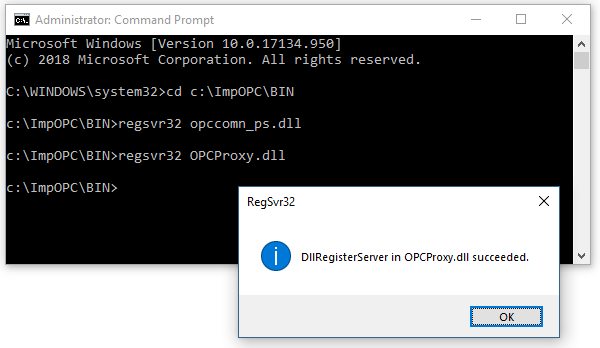 Administrator: Command Prompt
Microsoft Windows [Version 10.0.17134.950]
(c) 2018 Microsoft Corporation. All rights reserved.
C:\WINDOWS\system32>cd c:\ImpOPC\BIN
c:\ImpOPC\BIN>regsvr32 opccomn_ps.dll
c:\ImpOPC\BIN>regsvr32 OPCProxy.dll
c:\ImpOPC\BIN>
RegSvr32
DllRegisterServer in OPCProxy.dll succeeded.
OK